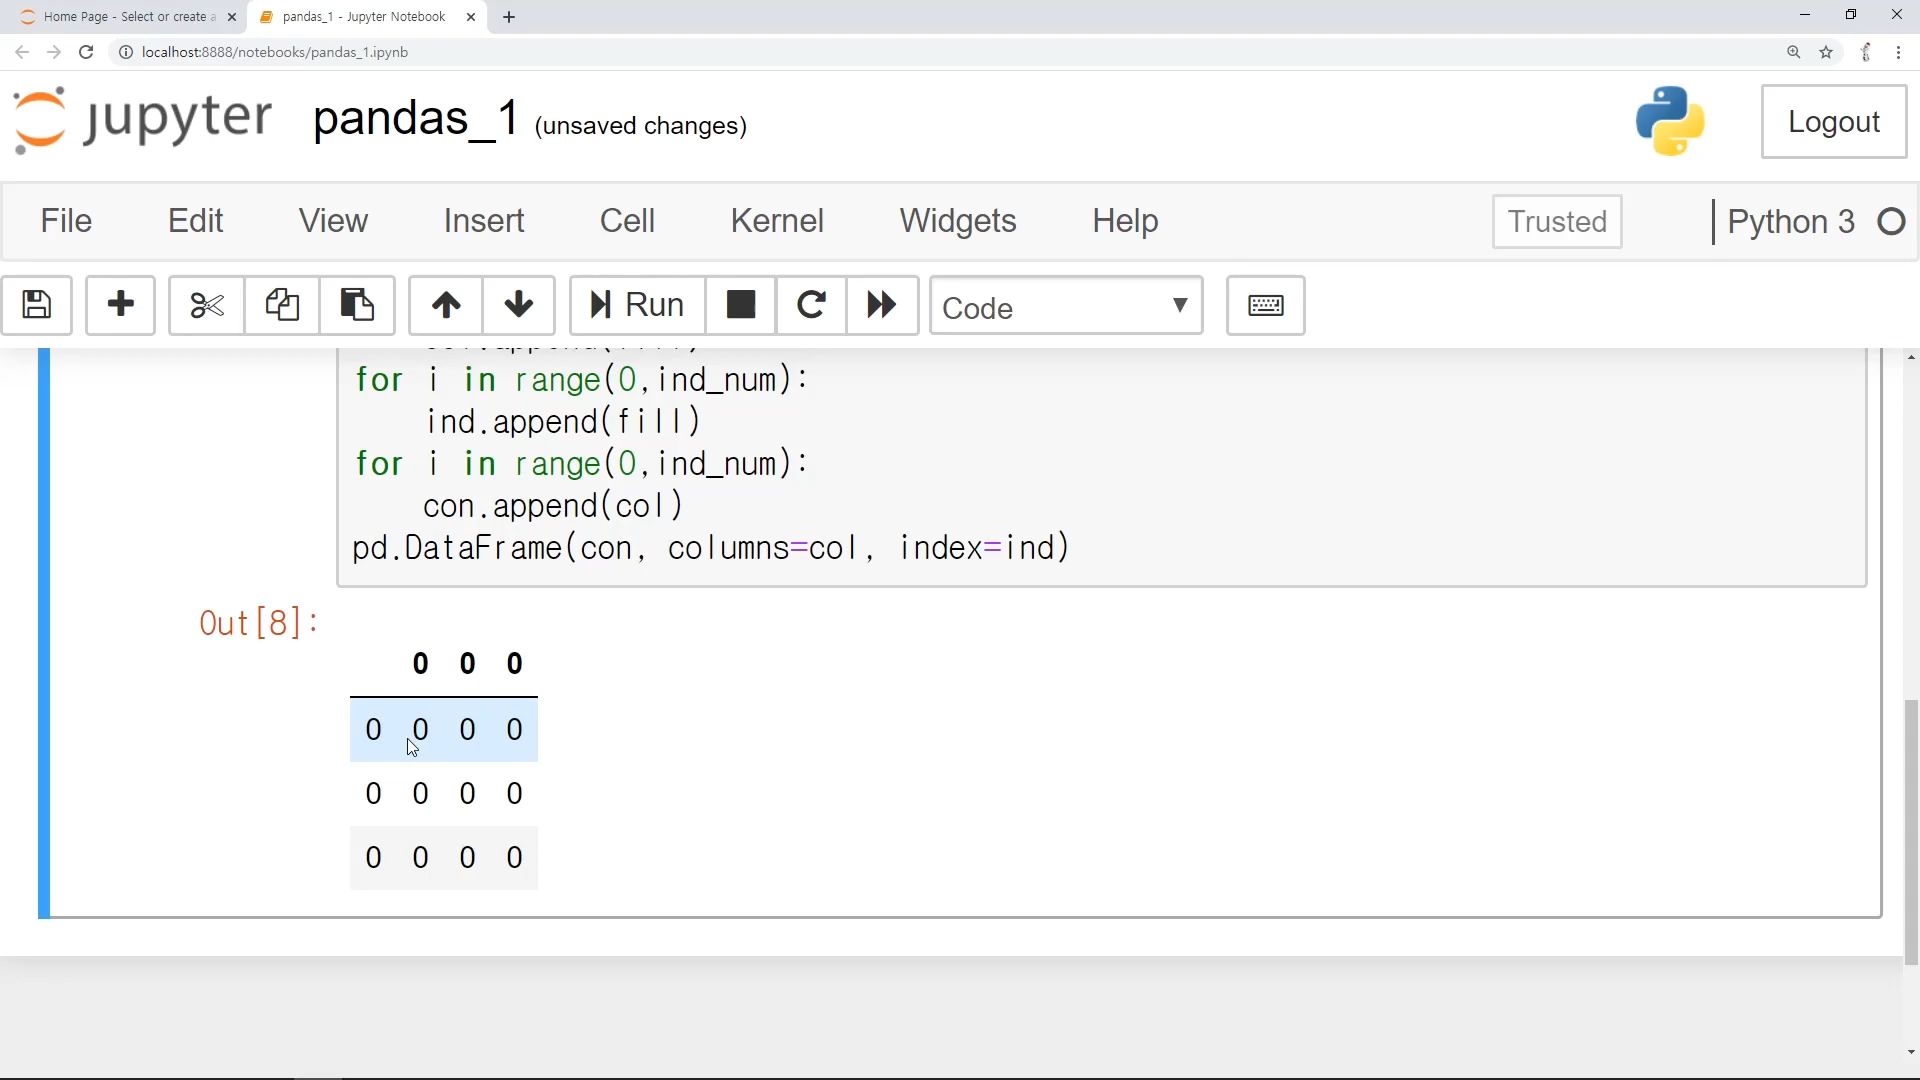 Home Page - Select or create a
pandas_1 - Jupyter Notebook
localhost:8888/notebooks/pandas_1.ipynb
jupyter pandas_1 (unsaved changes)
Logout
File Edit View Insert Cell Kernel Widgets Help Trusted Python 3
Run Code
for i in range(0,ind_num):
    ind.append(fill)
for i in range(0,ind_num):
    con.append(col)
pd.DataFrame(con, columns=col, index=ind)
Out[8]:
0 0 0
0 0 0 0
0 0 0 0
0 0 0 0